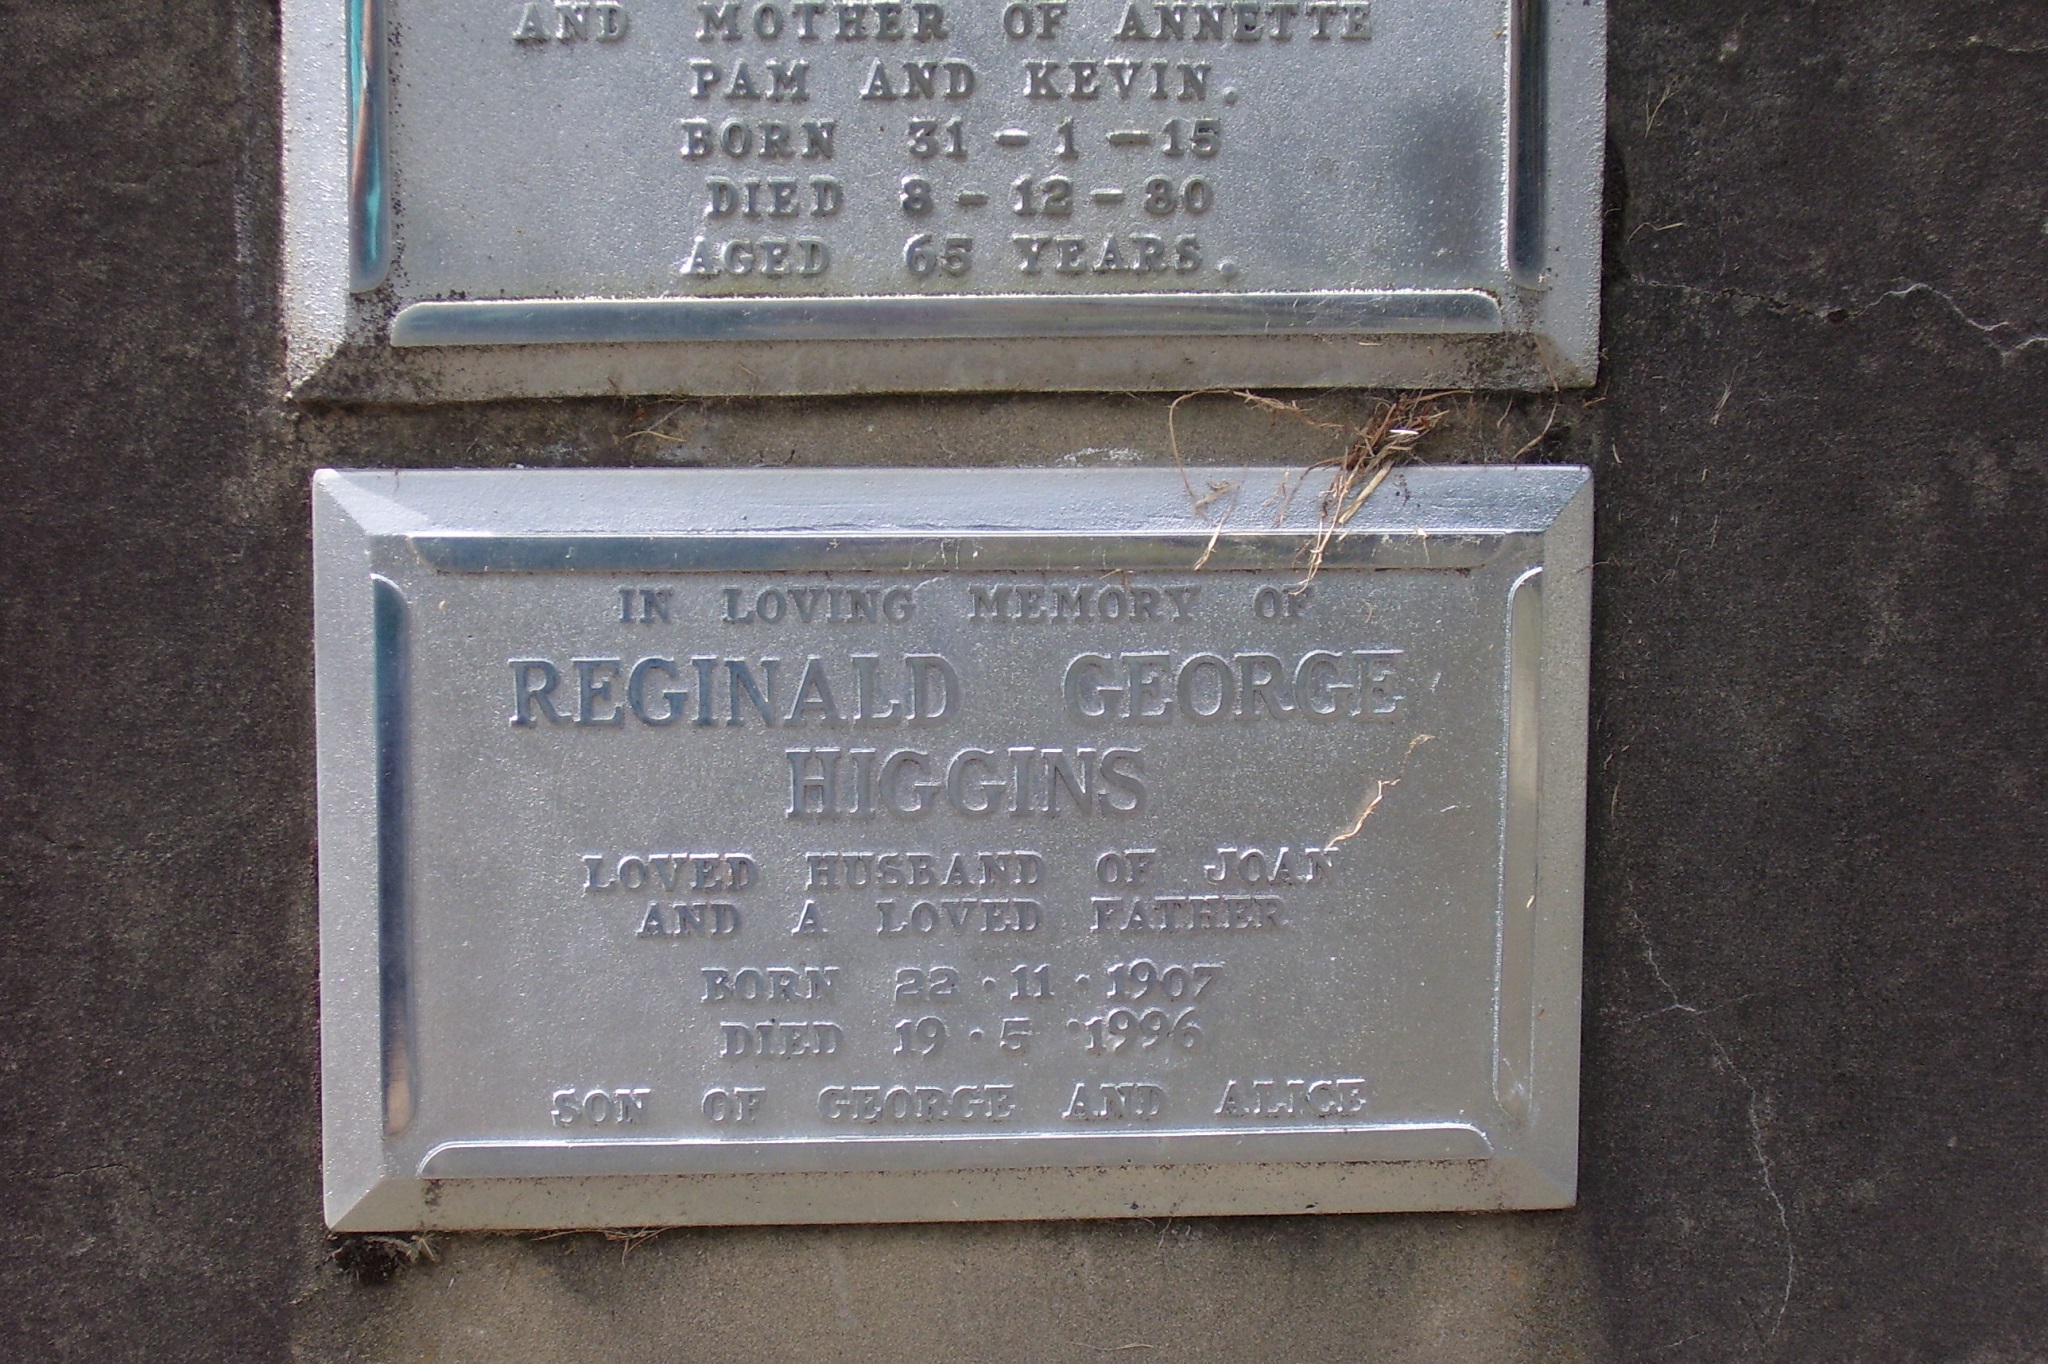 AND MOTHER OF ANNETTE
PAM AND KEVIN.
BORN 31-1-15
DIED 8-12-80
AGED 65 YEARS.
IN LOVING MEMORY OF
REGINALD GEORGE
HIGGINS
LOVED HUSBAND OF JOAN
AND A LOVED FATHER
BORN 22·11·1907
DIED 19·5·1996
SON OF GEORGE AND ALICE